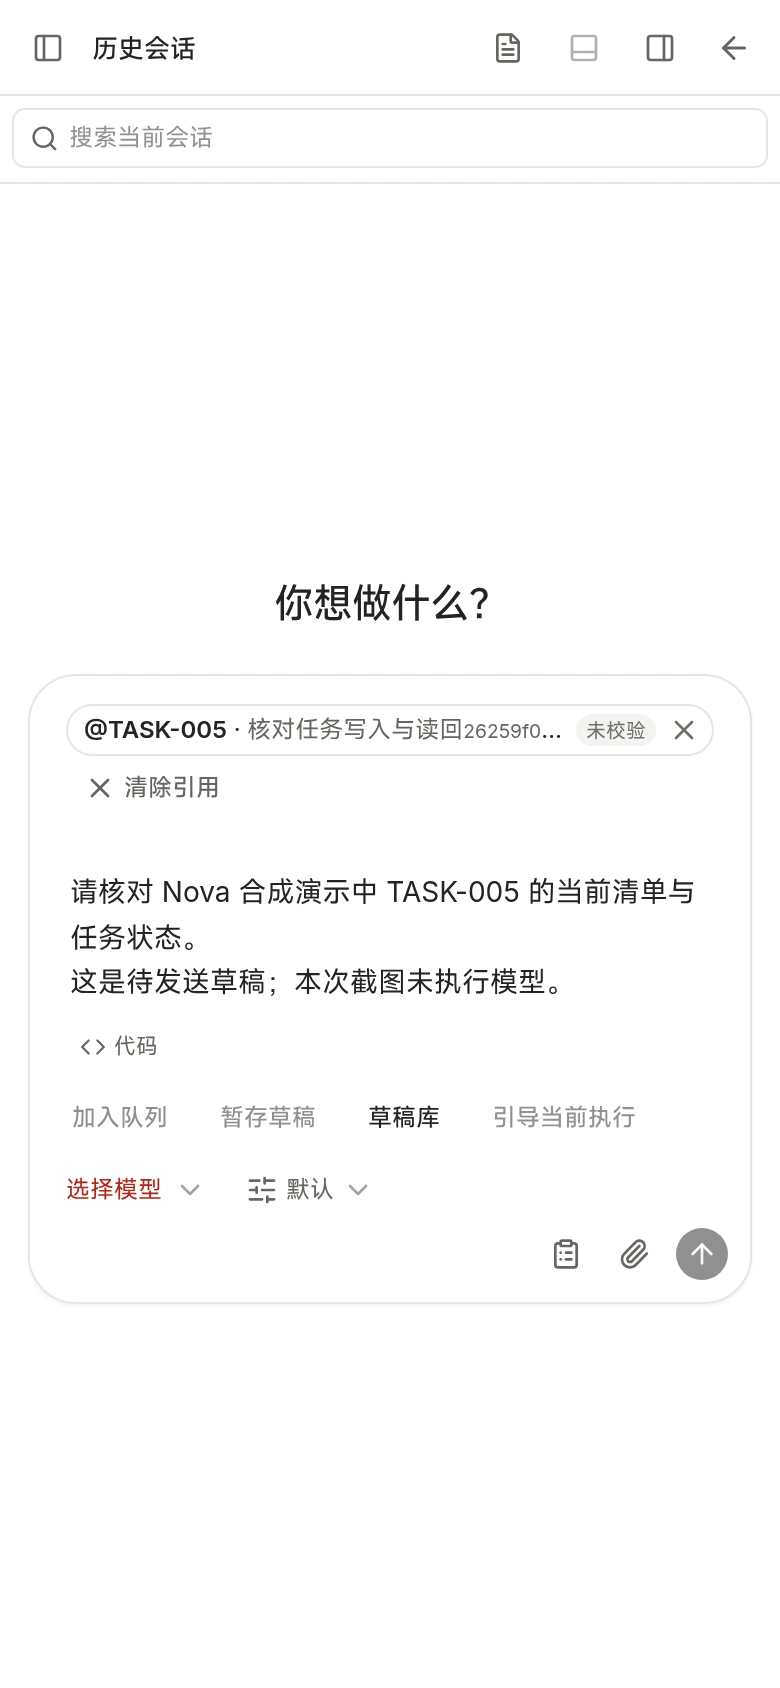 历史会话
搜索当前会话
你想做什么?
@TASK-005 · 核对任务写入与读回26259f0... 未校验
清除引用
请核对 Nova 合成演示中 TASK-005 的当前清单与
任务状态。
这是待发送草稿；本次截图未执行模型。
代码
加入队列 暂存草稿 草稿库 引导当前执行
选择模型 默认